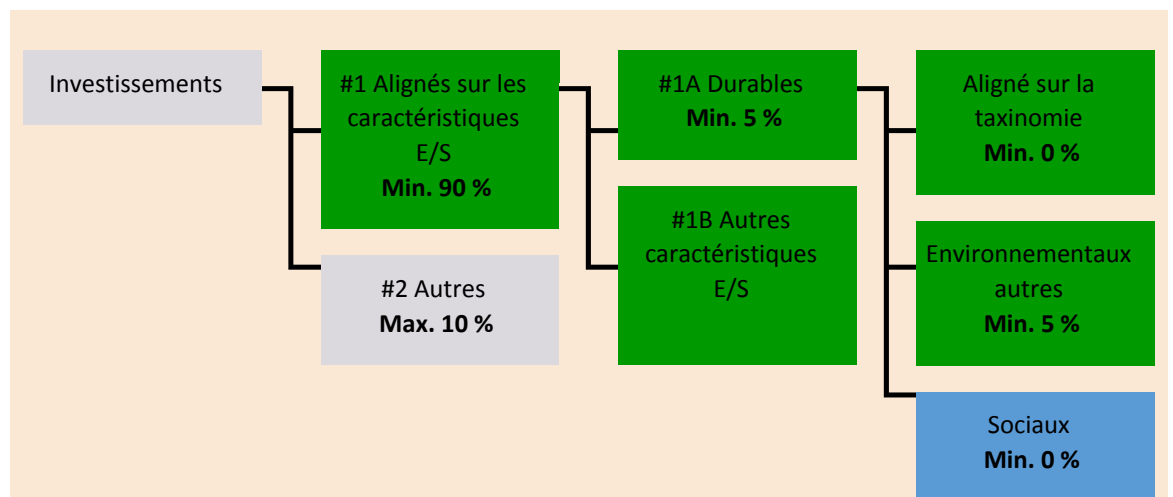 Investissements
#1 Alignés sur les
caractéristiques
E/S
Min. 90 %
#2 Autres
Max. 10 %
#1A Durables
Min. 5 %
#1B Autres
caractéristiques
E/S
Aligné sur la
taxinomie
Min. 0 %
Environnementaux
autres
Min. 5 %
Sociaux
Min. 0 %